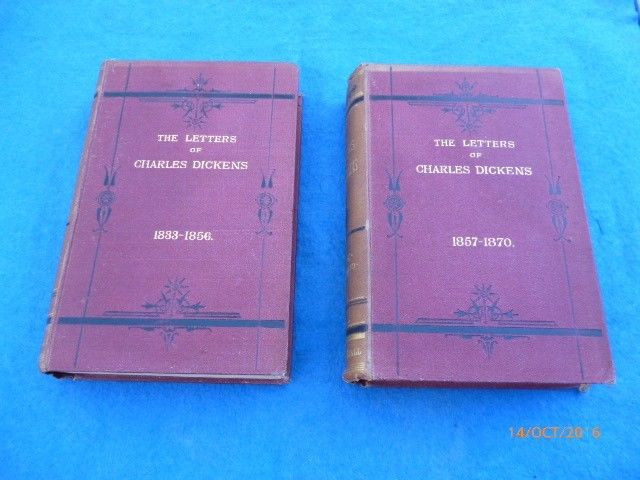 THE LETTERS
OF
CHARLES DICKENS
1833-1856.
THE LETTERS
OF
CHARLES DICKENS
1857-1870.
14/OCT/2016